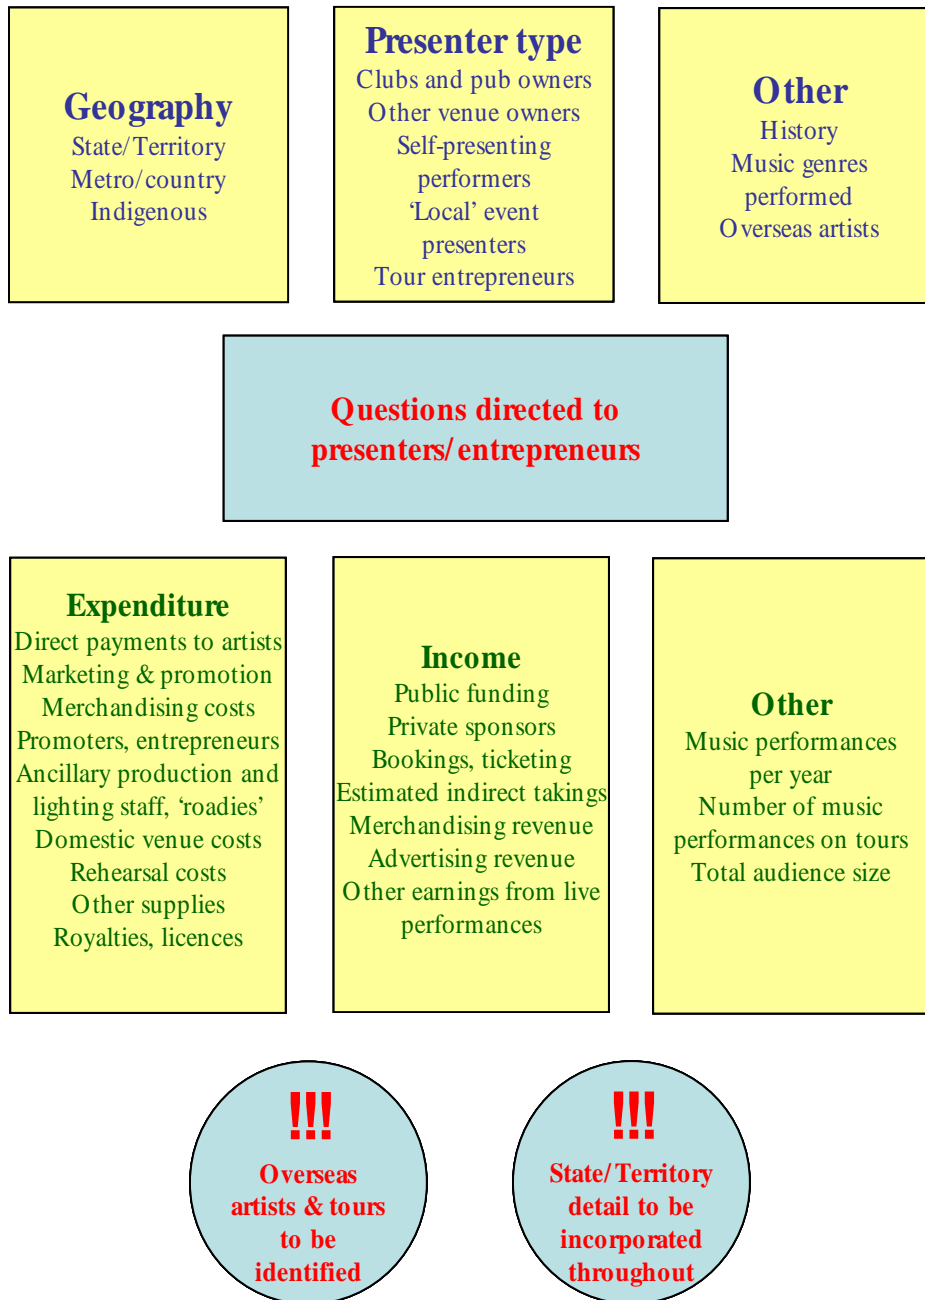 Geography
State/Territory
Metro/country
Indigenous
Presenter type
Clubs and pub owners
Other venue owners
Self-presenting
performers
‘Local’ event
presenters
Tour entrepreneurs
Other
History
Music genres
performed
Overseas artists
Questions directed to
presenters/entrepreneurs
Expenditure
Direct payments to artists
Marketing & promotion
Merchandising costs
Promoters, entrepreneurs
Ancillary production and
lighting staff, ‘roadies’
Domestic venue costs
Rehearsal costs
Other supplies
Royalties, licences
Income
Public funding
Private sponsors
Bookings, ticketing
Estimated indirect takings
Merchandising revenue
Advertising revenue
Other earnings from live
performances
Other
Music performances
per year
Number of music
performances on tours
Total audience size
!!!
Overseas
artists & tours
to be
identified
!!!
State/Territory
detail to be
incorporated
throughout